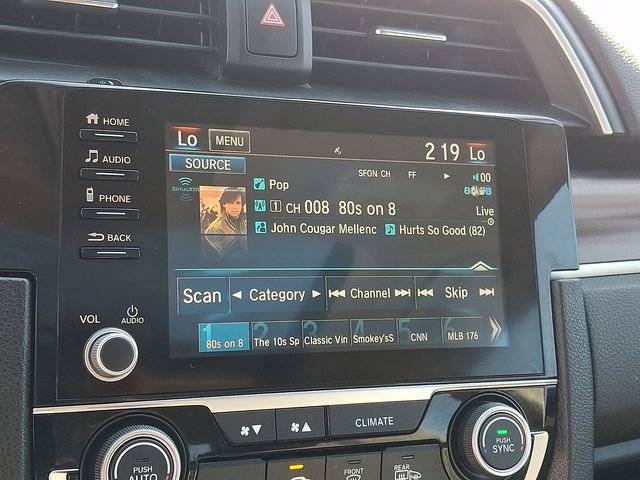 HOME
AUDIO
PHONE
BACK
VOL AUDIO
Lo MENU 2 19 Lo
SOURCE
SFON CH FF 00
SiriusXM Pop
1 CH 008 80s on 8 Live
John Cougar Mellenc Hurts So Good (82)
Scan Category Channel Skip
1 2 3 4 5 6
80s on 8 The 10s Sp Classic Vin Smokey'sS CNN MLB 176
CLIMATE
PUSH AUTO
PUSH SYNC
FRONT REAR